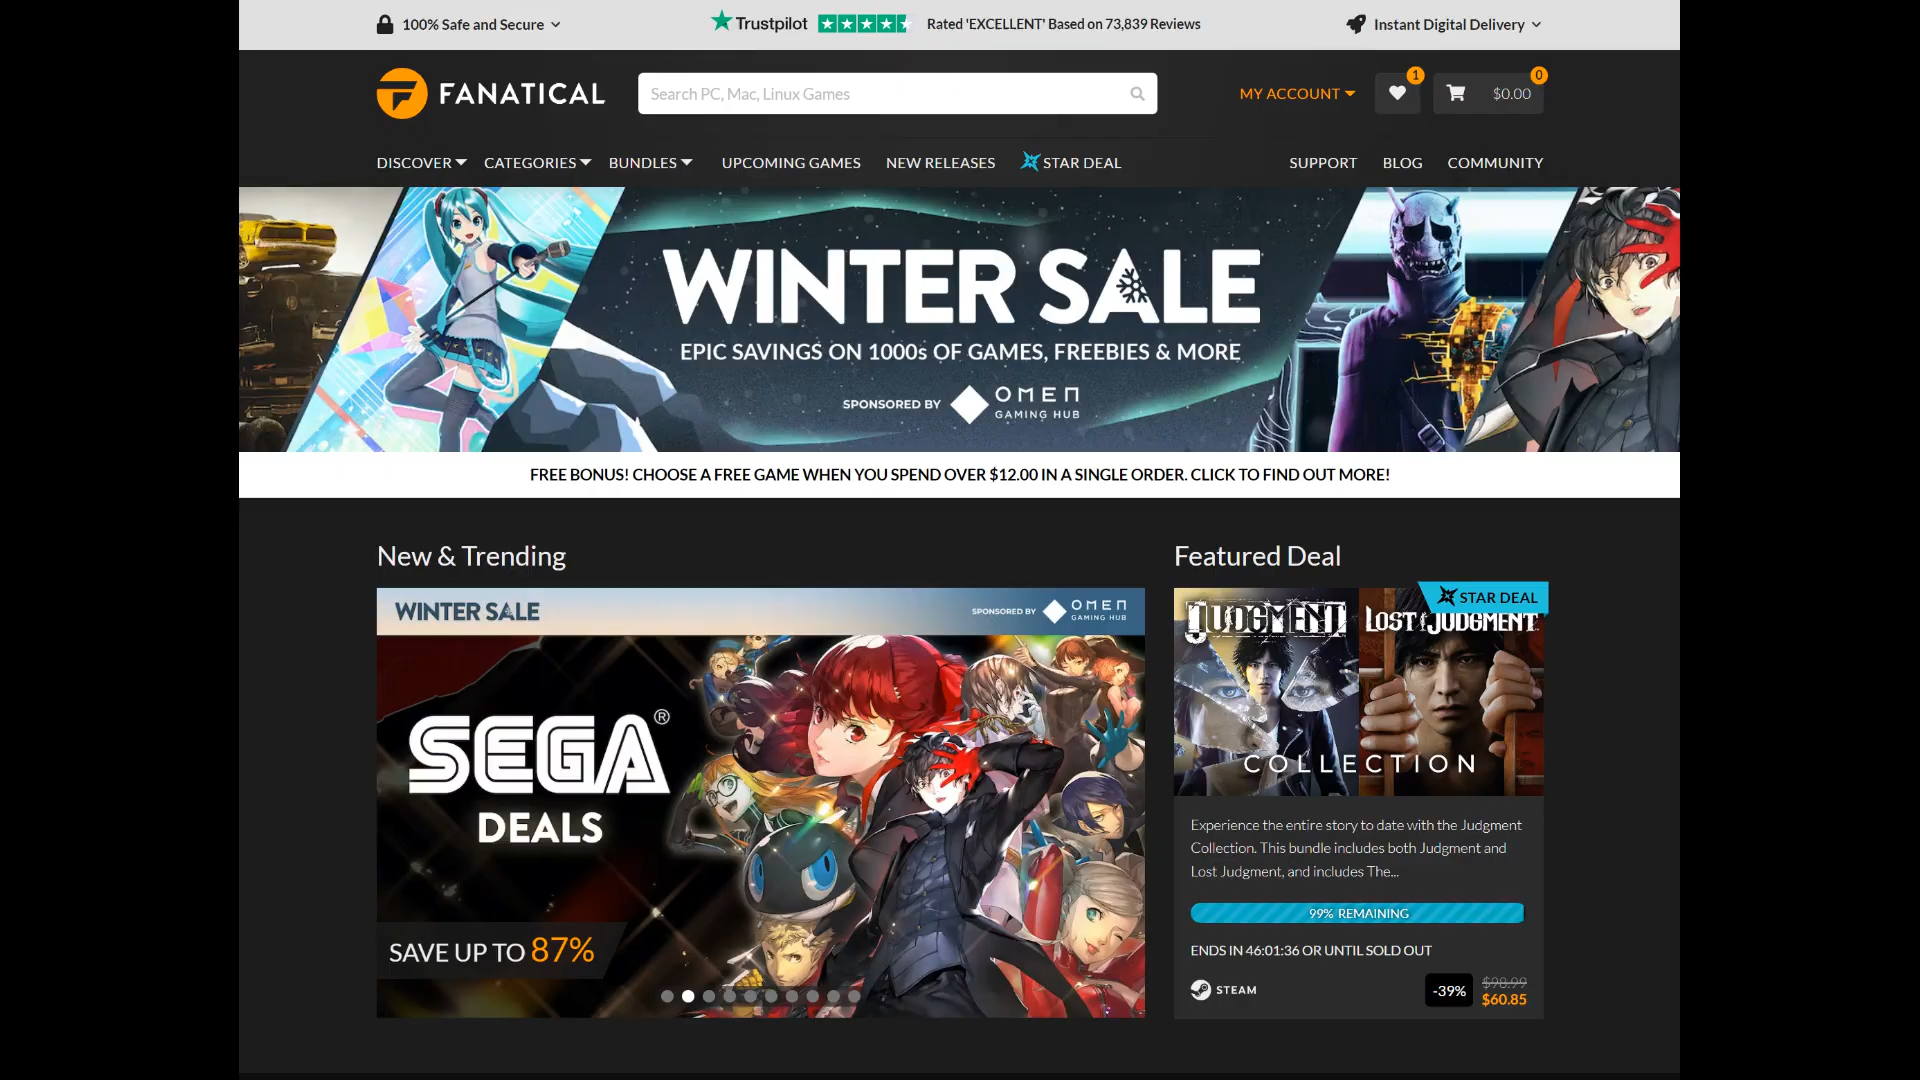 100% Safe and Secure
Trustpilot
Rated 'EXCELLENT' Based on 73,839 Reviews
Instant Digital Delivery
FANATICAL
Search PC, Mac, Linux Games
MY ACCOUNT
1
0
$0.00
DISCOVER
CATEGORIES
BUNDLES
UPCOMING GAMES
NEW RELEASES
STAR DEAL
SUPPORT
BLOG
COMMUNITY
WINTER SALE
EPIC SAVINGS ON 1000s OF GAMES, FREEBIES & MORE
SPONSORED BY OMEN GAMING HUB
FREE BONUS! CHOOSE A FREE GAME WHEN YOU SPEND OVER $12.00 IN A SINGLE ORDER. CLICK TO FIND OUT MORE!
New & Trending
WINTER SALE
SPONSORED BY OMEN GAMING HUB
SEGA®
DEALS
SAVE UP TO 87%
Featured Deal
STAR DEAL
JUDGMENT
LOST JUDGMENT
COLLECTION
Experience the entire story to date with the Judgment
Collection. This bundle includes both Judgment and
Lost Judgment, and includes The...
99% REMAINING
ENDS IN 46:01:36 OR UNTIL SOLD OUT
STEAM
-39%
$98.99
$60.85